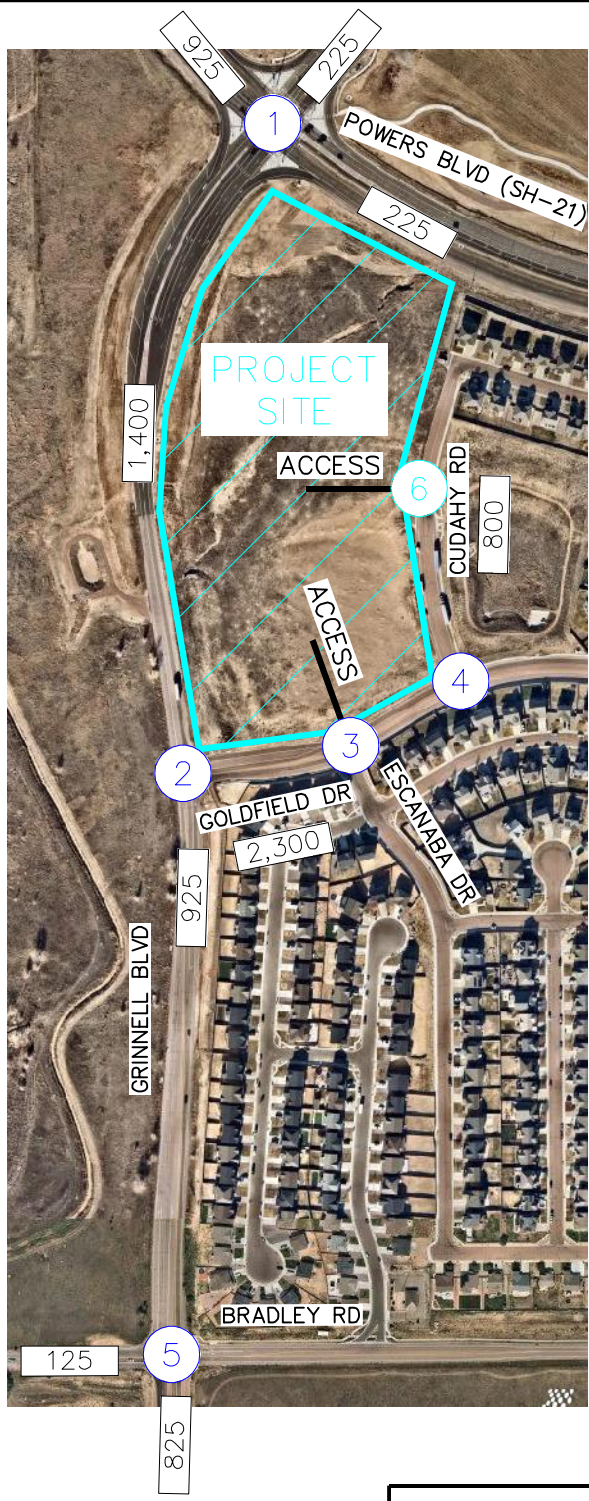 925
225
1
POWERS BLVD (SH-21)
225
PROJECT
SITE
1,400
ACCESS
6
CUDAHY RD
800
ACCESS
4
3
2
GOLDFIELD DR
ESCANABA DR
2,300
925
GRINNELL BLVD
BRADLEY RD
125
5
825